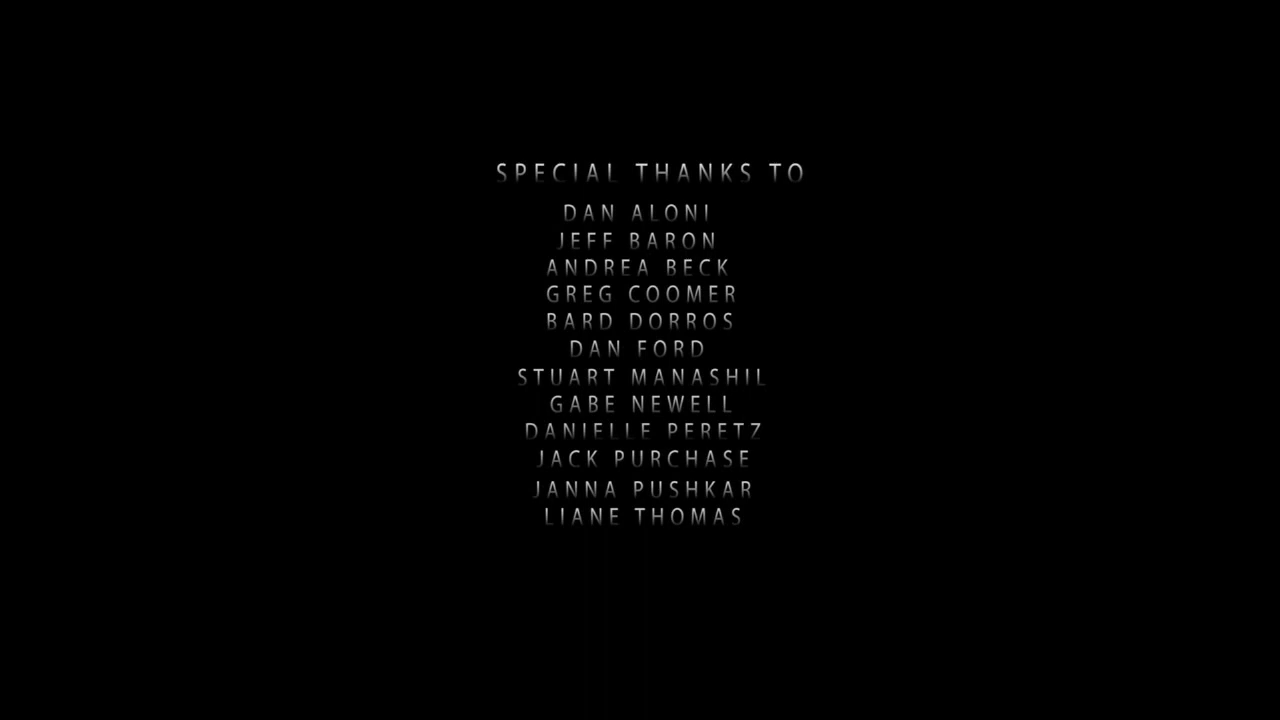 SPECIAL THANKS TO
DAN ALONI
JEFF BARON
ANDREA BECK
GREG COOMER
BARD DORROS
DAN FORD
STUART MANASHIL
GABE NEWELL
DANIELLE PERETZ
JACK PURCHASE
JANNA PUSHKAR
LIANE THOMAS